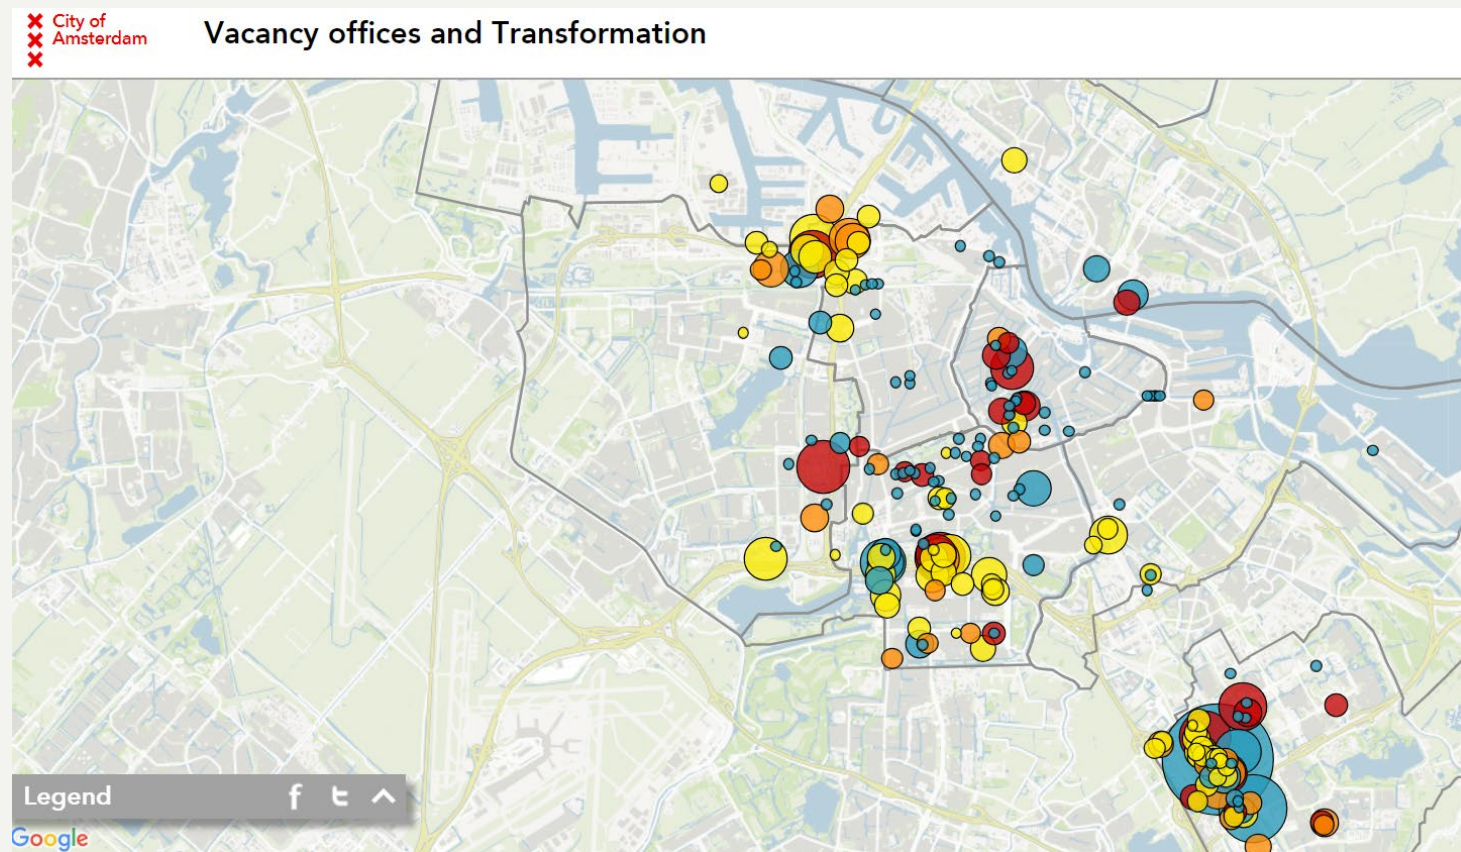 City of
Amsterdam
Vacancy offices and Transformation
Legend
f t
Google